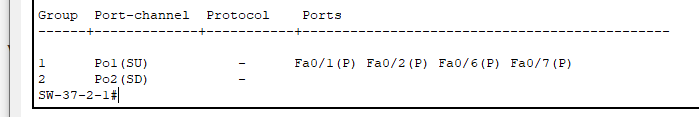 Group  Port-channel  Protocol    Ports
------+-------------+-----------+----------------------------------------------
1      Po1(SU)           -      Fa0/1(P) Fa0/2(P) Fa0/6(P) Fa0/7(P)
2      Po2(SD)           -
SW-37-2-1#